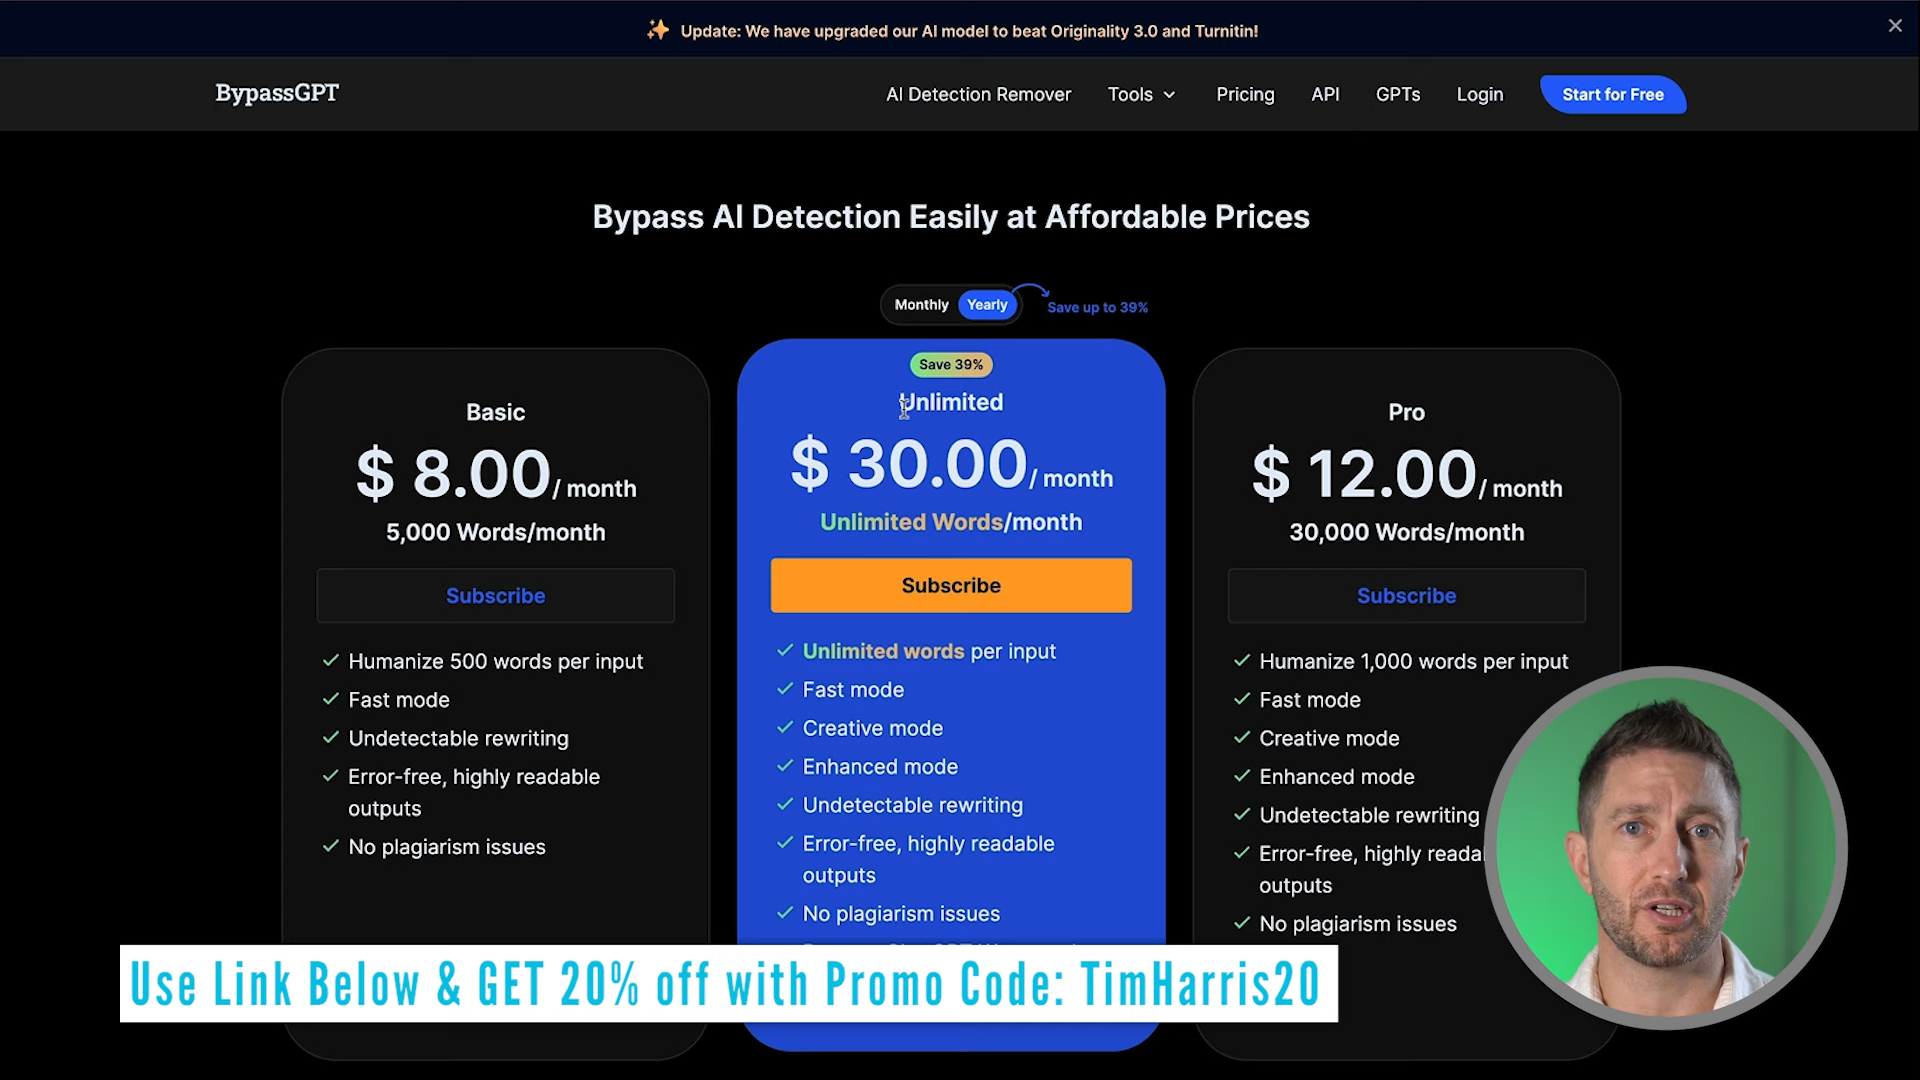 Update: We have upgraded our AI model to beat Originality 3.0 and Turnitin!
BypassGPT
AI Detection Remover
Tools
Pricing
API
GPTs
Login
Start for Free
Bypass AI Detection Easily at Affordable Prices
Monthly
Yearly
Save up to 39%
Basic
$ 8.00/ month
5,000 Words/month
Subscribe
Humanize 500 words per input
Fast mode
Undetectable rewriting
Error-free, highly readable
outputs
No plagiarism issues
Save 39%
Unlimited
$ 30.00/ month
Unlimited Words/month
Subscribe
Unlimited words per input
Fast mode
Creative mode
Enhanced mode
Undetectable rewriting
Error-free, highly readable
outputs
No plagiarism issues
Pro
$ 12.00/ month
30,000 Words/month
Subscribe
Humanize 1,000 words per input
Fast mode
Creative mode
Enhanced mode
Undetectable rewriting
Error-free, highly
outputs
No plagiarism issues
Use Link Below & GET 20% off with Promo Code: TimHarris20